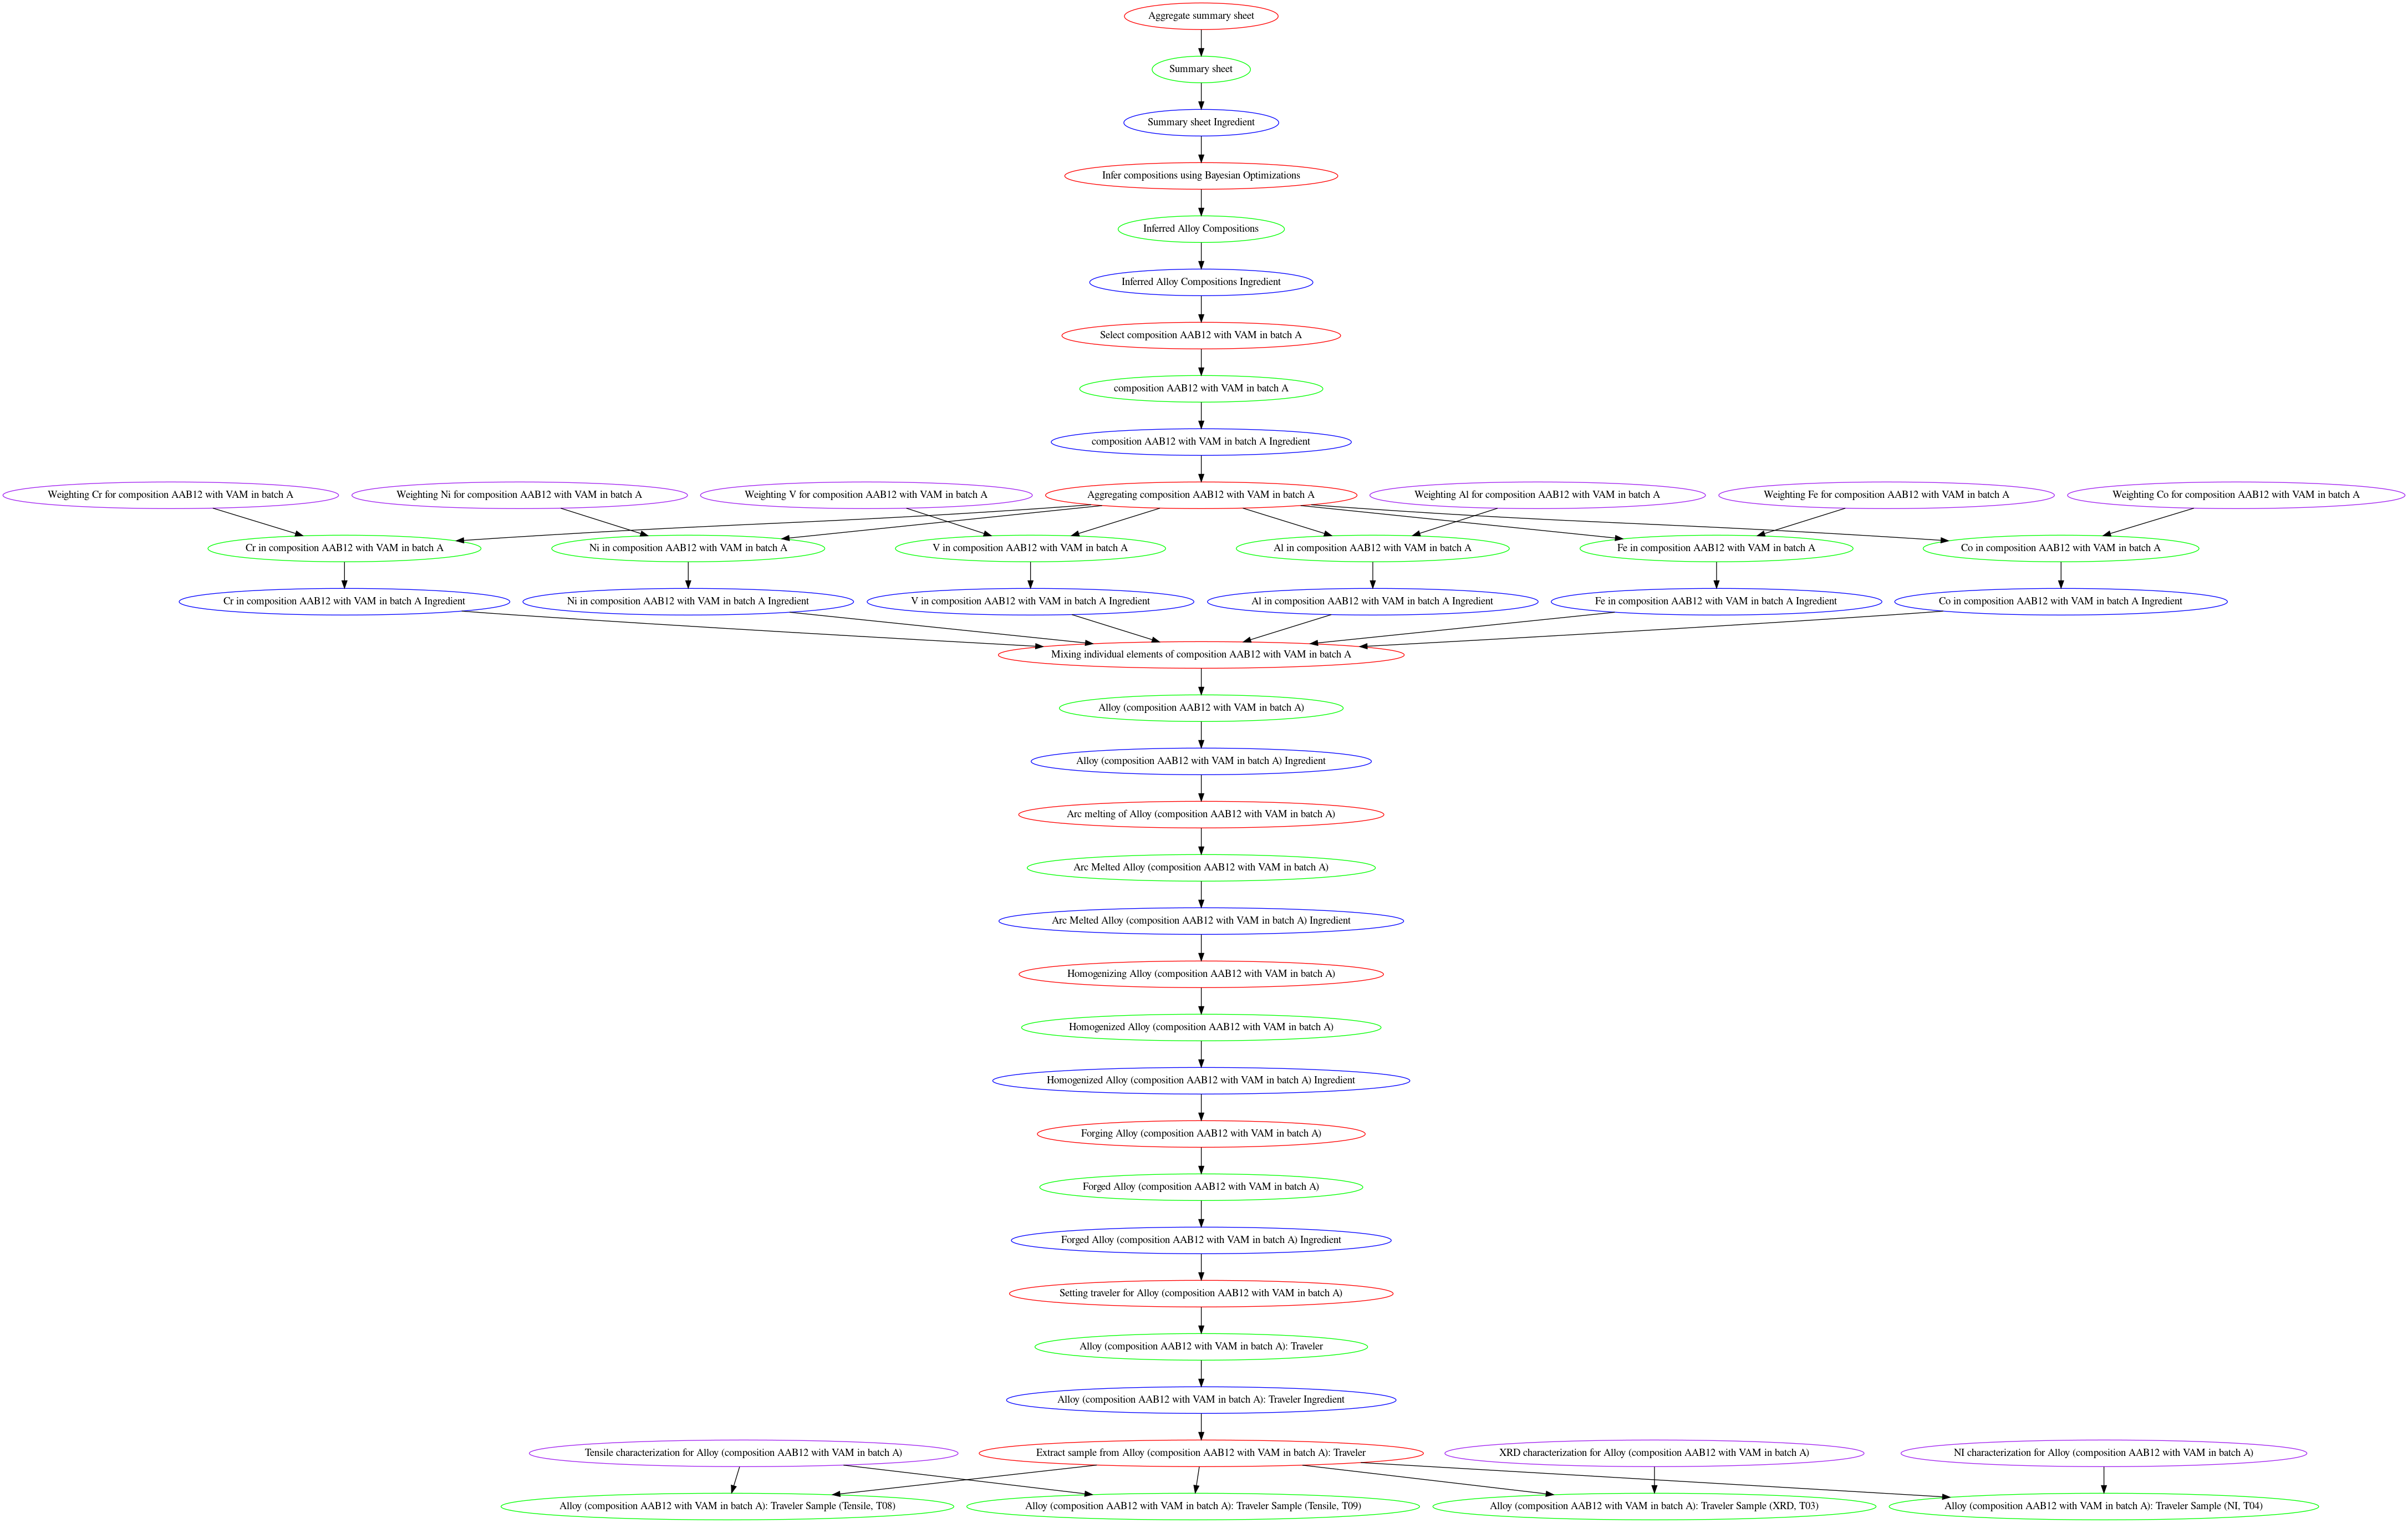 Aggregate summary sheet
Summary sheet
Summary sheet Ingredient
Infer compositions using Bayesian Optimizations
Inferred Alloy Compositions
Inferred Alloy Compositions Ingredient
Select composition AAB12 with VAM in batch A
composition AAB12 with VAM in batch A
composition AAB12 with VAM in batch A Ingredient
Weighting Cr for composition AAB12 with VAM in batch A
Weighting Ni for composition AAB12 with VAM in batch A
Weighting V for composition AAB12 with VAM in batch A
Aggregating composition AAB12 with VAM in batch A
Weighting Al for composition AAB12 with VAM in batch A
Weighting Fe for composition AAB12 with VAM in batch A
Weighting Co for composition AAB12 with VAM in batch A
Cr in composition AAB12 with VAM in batch A
Ni in composition AAB12 with VAM in batch A
V in composition AAB12 with VAM in batch A
Al in composition AAB12 with VAM in batch A
Fe in composition AAB12 with VAM in batch A
Co in composition AAB12 with VAM in batch A
Cr in composition AAB12 with VAM in batch A Ingredient
Ni in composition AAB12 with VAM in batch A Ingredient
V in composition AAB12 with VAM in batch A Ingredient
Al in composition AAB12 with VAM in batch A Ingredient
Fe in composition AAB12 with VAM in batch A Ingredient
Co in composition AAB12 with VAM in batch A Ingredient
Mixing individual elements of composition AAB12 with VAM in batch A
Alloy (composition AAB12 with VAM in batch A)
Alloy (composition AAB12 with VAM in batch A) Ingredient
Arc melting of Alloy (composition AAB12 with VAM in batch A)
Arc Melted Alloy (composition AAB12 with VAM in batch A)
Arc Melted Alloy (composition AAB12 with VAM in batch A) Ingredient
Homogenizing Alloy (composition AAB12 with VAM in batch A)
Homogenized Alloy (composition AAB12 with VAM in batch A)
Homogenized Alloy (composition AAB12 with VAM in batch A) Ingredient
Forging Alloy (composition AAB12 with VAM in batch A)
Forged Alloy (composition AAB12 with VAM in batch A)
Forged Alloy (composition AAB12 with VAM in batch A) Ingredient
Setting traveler for Alloy (composition AAB12 with VAM in batch A)
Alloy (composition AAB12 with VAM in batch A): Traveler
Alloy (composition AAB12 with VAM in batch A): Traveler Ingredient
Tensile characterization for Alloy (composition AAB12 with VAM in batch A)
Extract sample from Alloy (composition AAB12 with VAM in batch A): Traveler
XRD characterization for Alloy (composition AAB12 with VAM in batch A)
NI characterization for Alloy (composition AAB12 with VAM in batch A)
Alloy (composition AAB12 with VAM in batch A): Traveler Sample (Tensile, T08)
Alloy (composition AAB12 with VAM in batch A): Traveler Sample (Tensile, T09)
Alloy (composition AAB12 with VAM in batch A): Traveler Sample (XRD, T03)
Alloy (composition AAB12 with VAM in batch A): Traveler Sample (NI, T04)